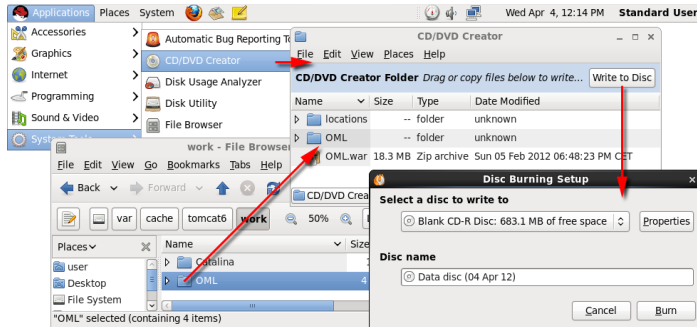 Applications Places System Wed Apr 4, 12:14 PM Standard User
Accessories
Graphics
Internet
Programming
Sound & Video
System Tools
Automatic Bug Reporting To
CD/DVD Creator
Disk Usage Analyzer
Disk Utility
File Browser
CD/DVD Creator
File Edit View Places Help
CD/DVD Creator Folder Drag or copy files below to write... Write to Disc
Name Size Type Date Modified
locations -- folder unknown
OML -- folder unknown
OML.war 18.3 MB Zip archive Sun 05 Feb 2012 06:48:23 PM CET
CD/DVD Crea
work - File Browser
File Edit View Go Bookmarks Tabs Help
Back Forward
var cache tomcat6 work 50%
Places Name Size
user Catalina
Desktop OML 4
File System
"OML" selected (containing 4 items)
Disc Burning Setup
Select a disc to write to
Blank CD-R Disc: 683.1 MB of free space Properties
Disc name
Data disc (04 Apr 12)
Cancel Burn